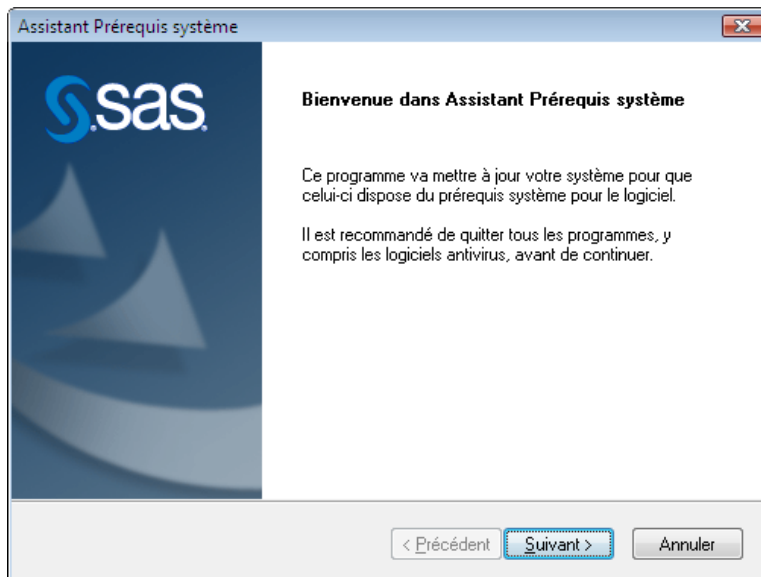 Assistant Prérequis système
sas
Bienvenue dans Assistant Prérequis système
Ce programme va mettre à jour votre système pour que
celui-ci dispose du prérequis système pour le logiciel.
Il est recommandé de quitter tous les programmes, y
compris les logiciels antivirus, avant de continuer.
< Précédent
Suivant >
Annuler